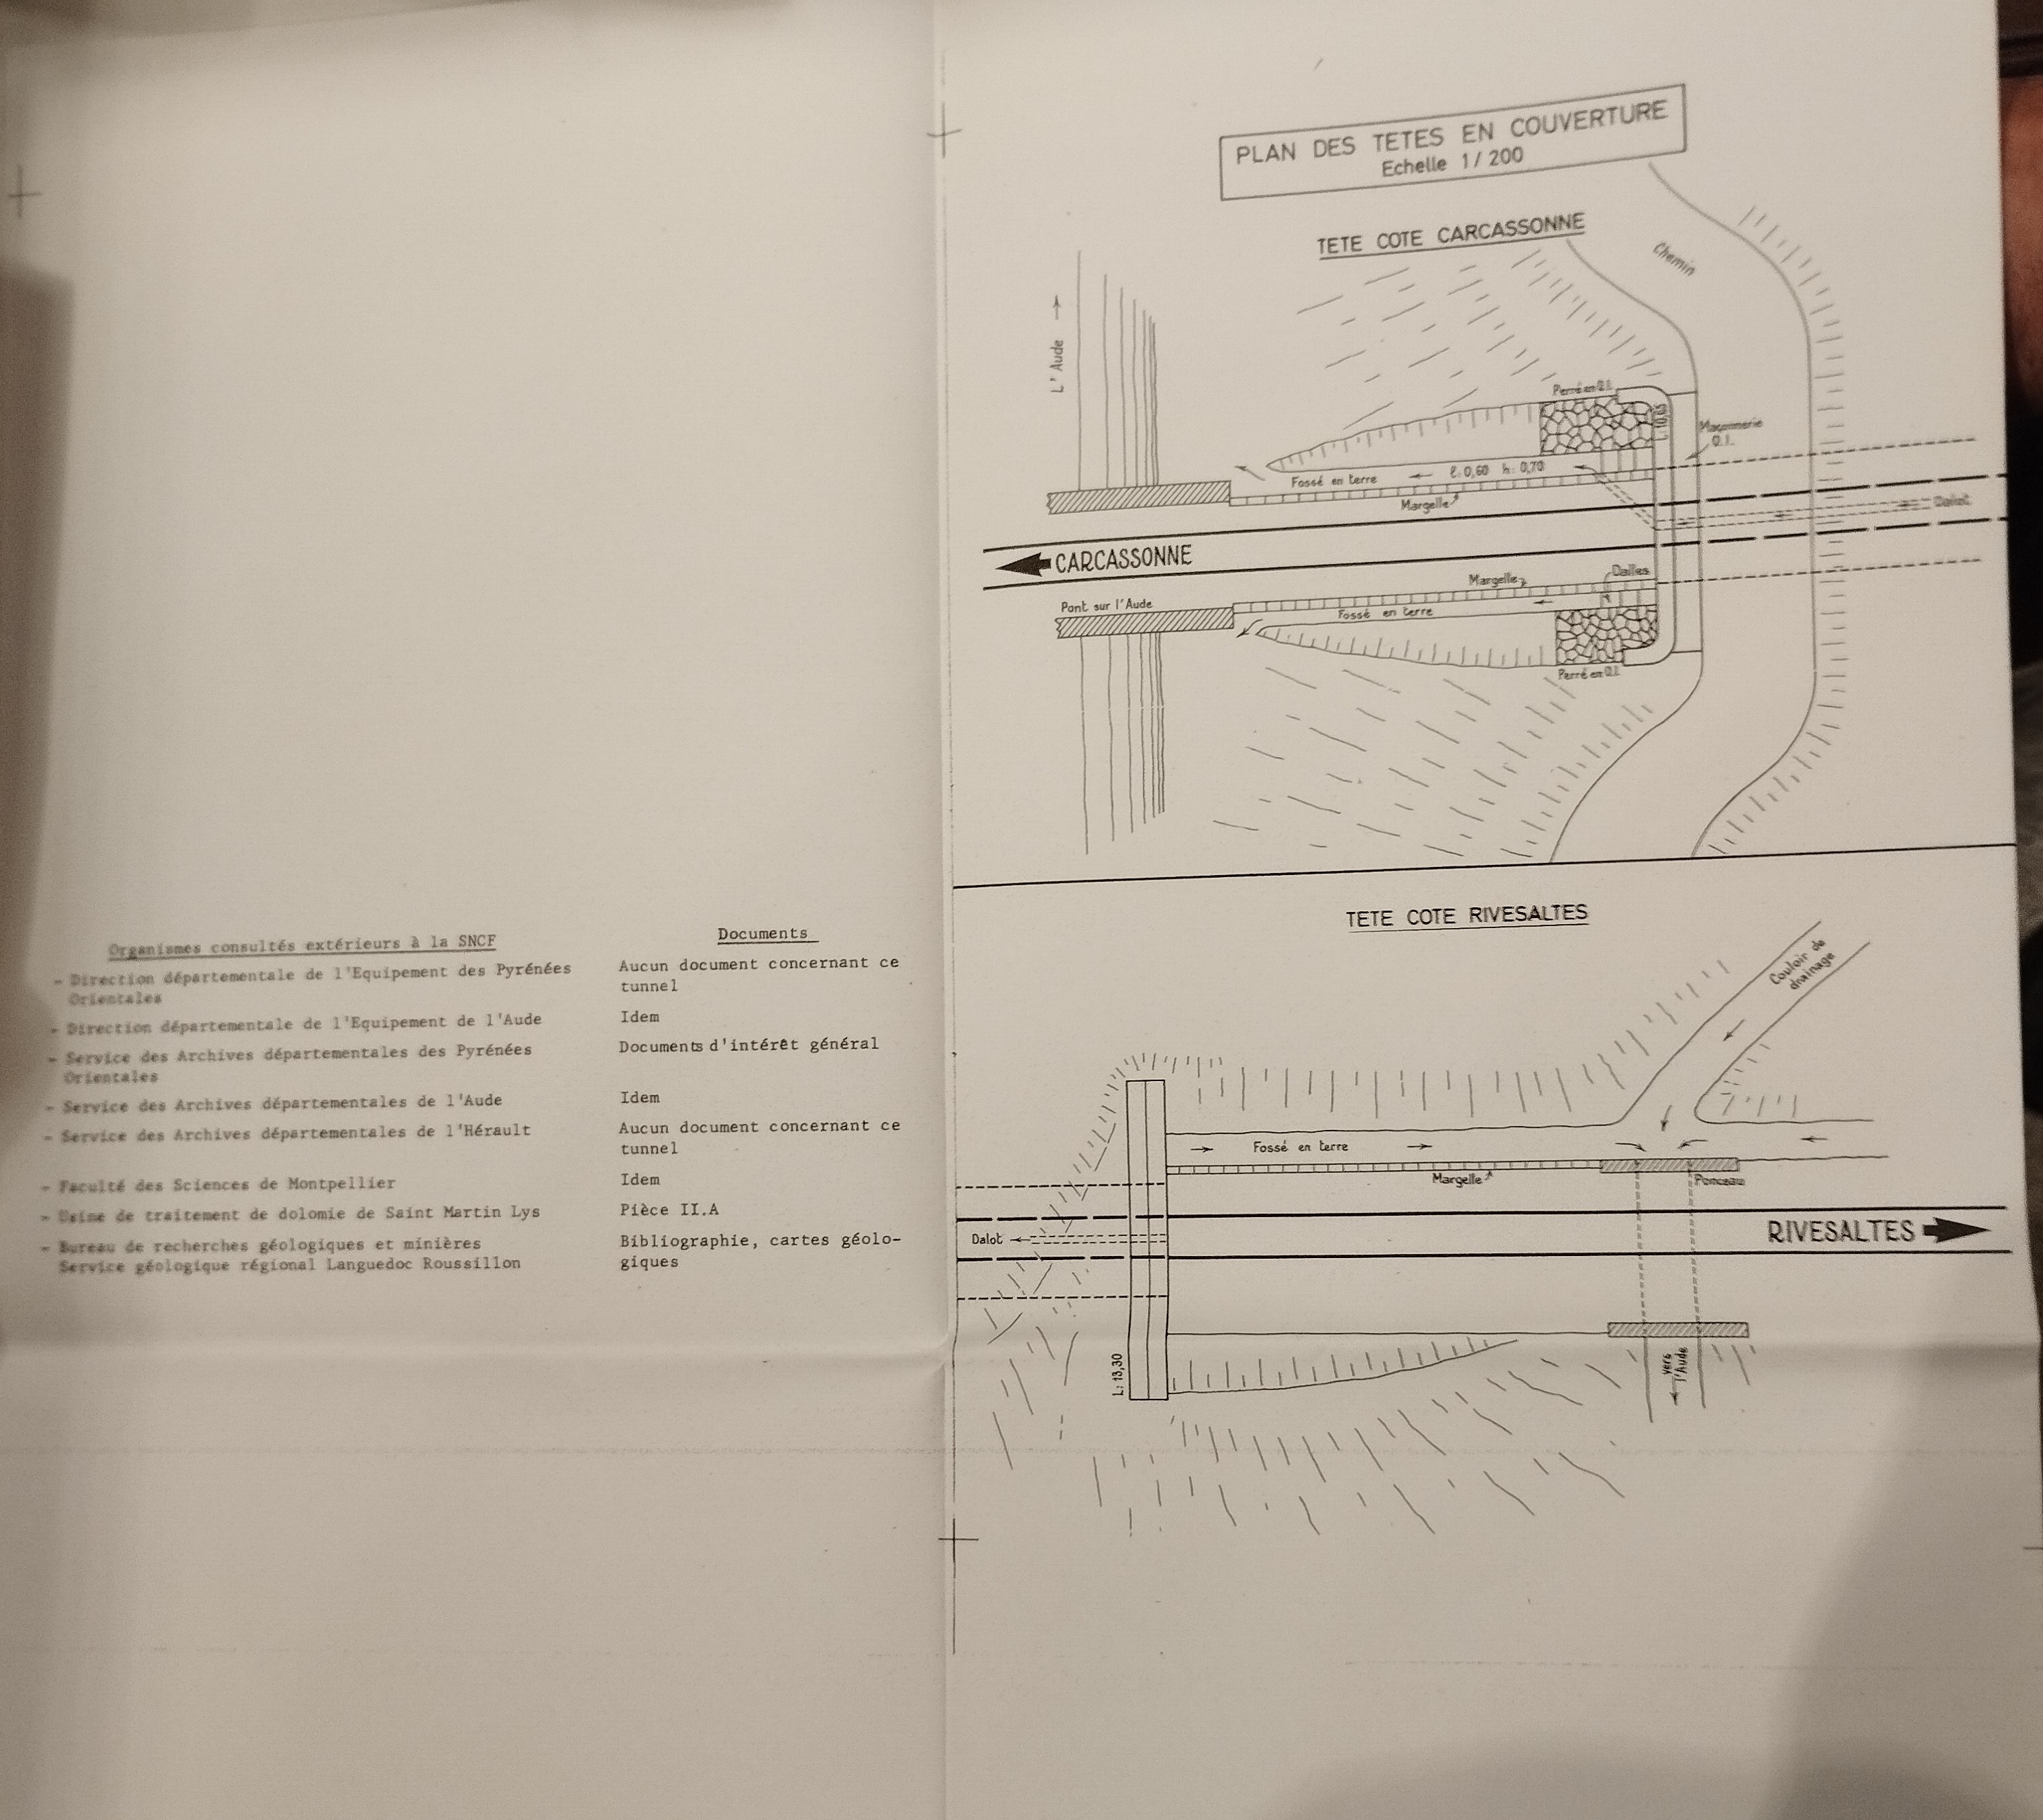 Organismes consultés extérieurs à la SNCF
Documents
- Direction départementale de l'Equipement des Pyrénées
Orientales
Aucun document concernant ce
tunnel
- Direction départementale de l'Equipement de l'Aude
Idem
- Service des Archives départementales des Pyrénées
Orientales
Documents d'intérêt général
- Service des Archives départementales de l'Aude
Idem
- Service des Archives départementales de l'Hérault
Aucun document concernant ce
tunnel
- Faculté des Sciences de Montpellier
Idem
- Usine de traitement de dolomie de Saint Martin Lys
Pièce II.A
- Bureau de recherches géologiques et minières
Service géologique régional Languedoc Roussillon
Bibliographie, cartes géolo-
giques
PLAN DES TETES EN COUVERTURE
Echelle 1/200
TETE COTE CARCASSONNE
Chemin
L'Aude
Perré en O.I.
Maçonnerie
O.I.
Fossé en terre
l:0,60 h:0,70
Margelle
Dalot
CARCASSONNE
Margelle
Dalles
Pont sur l'Aude
Fossé en terre
Perré en O.I.
TETE COTE RIVESALTES
Couloir de
drainage
Fossé en terre
Margelle
Ponceau
RIVESALTES
Dalot
L:13,30
vers
l'Aude